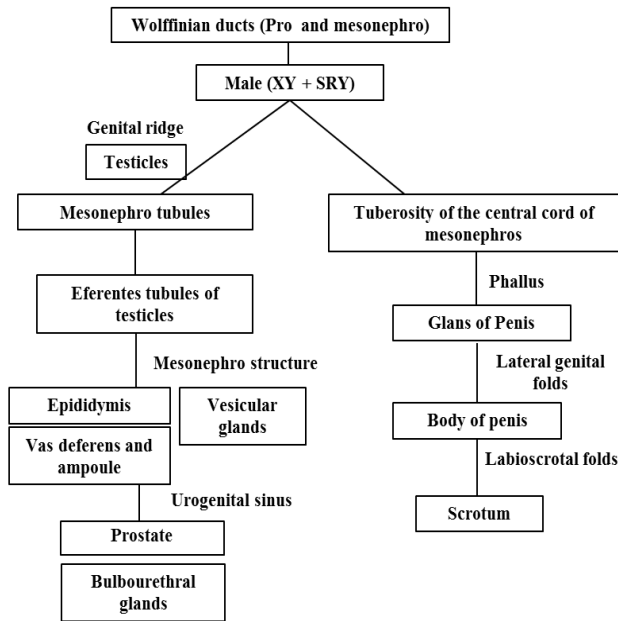 Wolffinian ducts (Pro and mesonephro)
Male (XY + SRY)
Genital ridge
Testicles
Mesonephro tubules
Eferentes tubules of
testicles
Mesonephro structure
Epididymis
Vesicular
glands
Vas deferens and
ampoule
Urogenital sinus
Prostate
Bulbourethral
glands
Tuberosity of the central cord of
mesonephros
Phallus
Glans of Penis
Lateral genital
folds
Body of penis
Labioscrotal folds
Scrotum